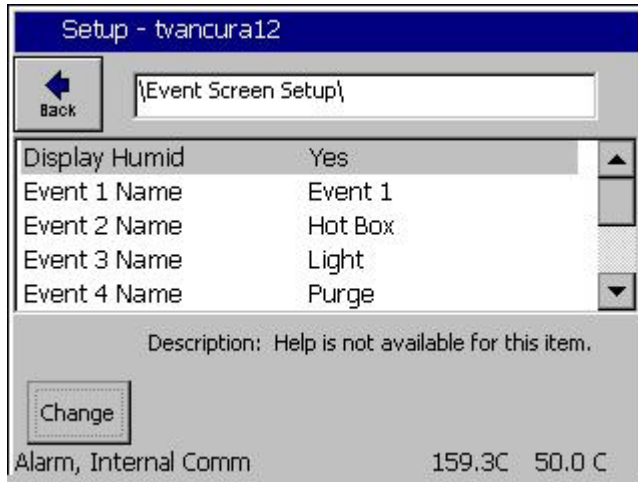 Setup - tvancura12
Back
\Event Screen Setup\
Display Humid Yes
Event 1 Name Event 1
Event 2 Name Hot Box
Event 3 Name Light
Event 4 Name Purge
Description: Help is not available for this item.
Change
Alarm, Internal Comm 159.3C 50.0 C